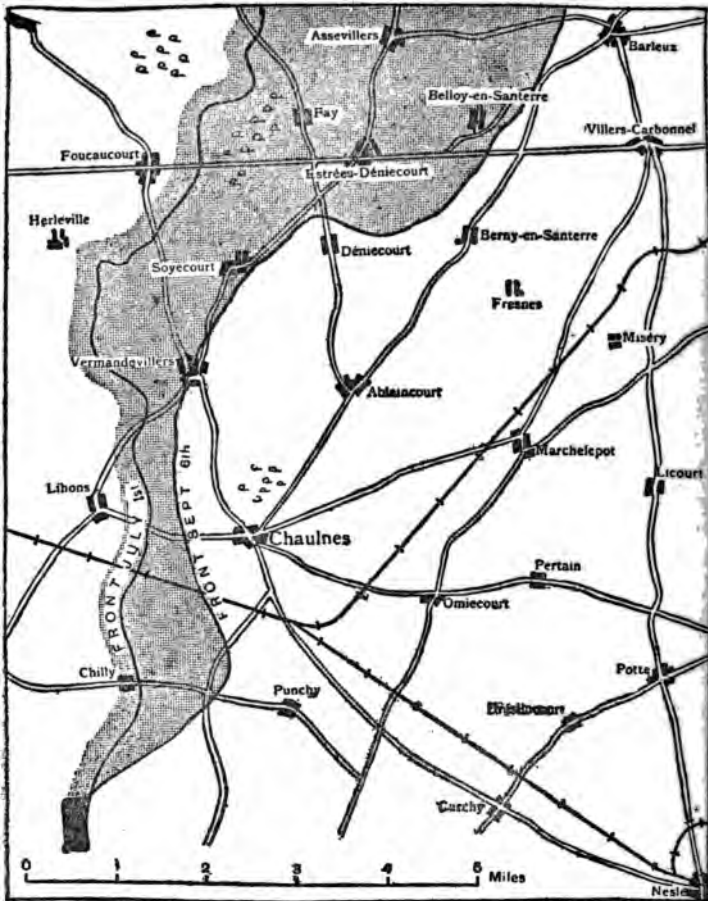 Assevillers
Barleux
Belloy-en-Santerre
Fay
Villers-Carbonnel
Foucaucourt
Estrées-Déniecourt
Herleville
Déniecourt
Berny-en-Santerre
Soyecourt
Fresnes
Misery
Vermandovillers
Ablaincourt
Marchelepot
Licourt
Lihons
FRONT JULY 1st
FRONT SEPT 6th
Chaulnes
Pertain
Omiecourt
Chilly
Punchy
Potte
Curchy
0 1 2 3 4 5 Miles
Nesle